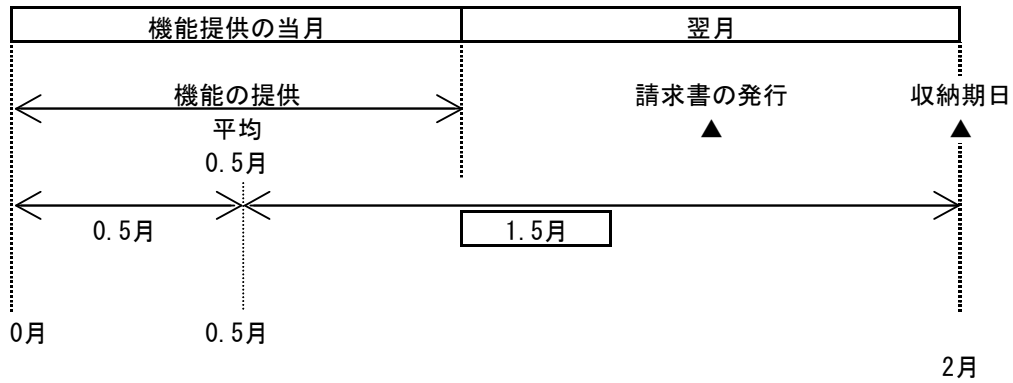 機能提供の当月
翌月
機能の提供
請求書の発行
収納期日
平均
▲
▲
0.5月
0.5月
1.5月
0月
0.5月
2月